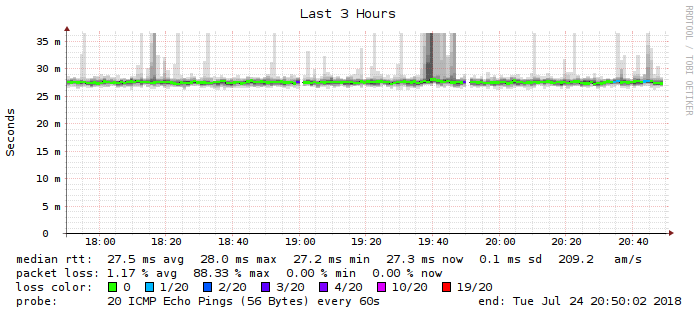 Last 3 Hours
RRDTOOL / TOBI OETIKER
Seconds
35 m
30 m
25 m
20 m
15 m
10 m
5 m
0
18:00 18:20 18:40 19:00 19:20 19:40 20:00 20:20 20:40
median rtt: 27.5 ms avg 28.0 ms max 27.2 ms min 27.3 ms now 0.1 ms sd 209.2 am/s
packet loss: 1.17 % avg 88.33 % max 0.00 % min 0.00 % now
loss color: 0 1/20 2/20 3/20 4/20 10/20 19/20
probe: 20 ICMP Echo Pings (56 Bytes) every 60s end: Tue Jul 24 20:50:02 2018